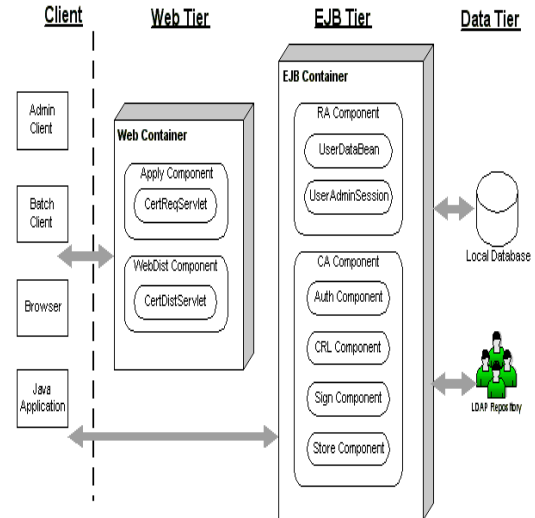 Client
Web Tier
EJB Tier
Data Tier
Admin
Client
Batch
Client
Browser
Java
Application
Web Container
Apply Component
CertReqServlet
WebDist Component
CertDistServlet
EJB Container
RA Component
UserDataBean
UserAdminSession
CA Component
Auth Component
CRL Component
Sign Component
Store Component
Local Database
LDAP Repository